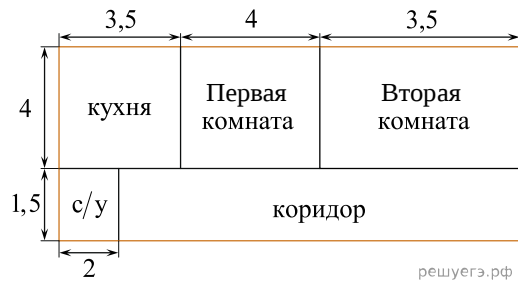 3,5 4 3,5
4
кухня
Первая
комната
Вторая
комната
1,5
с/у
коридор
2
решуегэ.рф